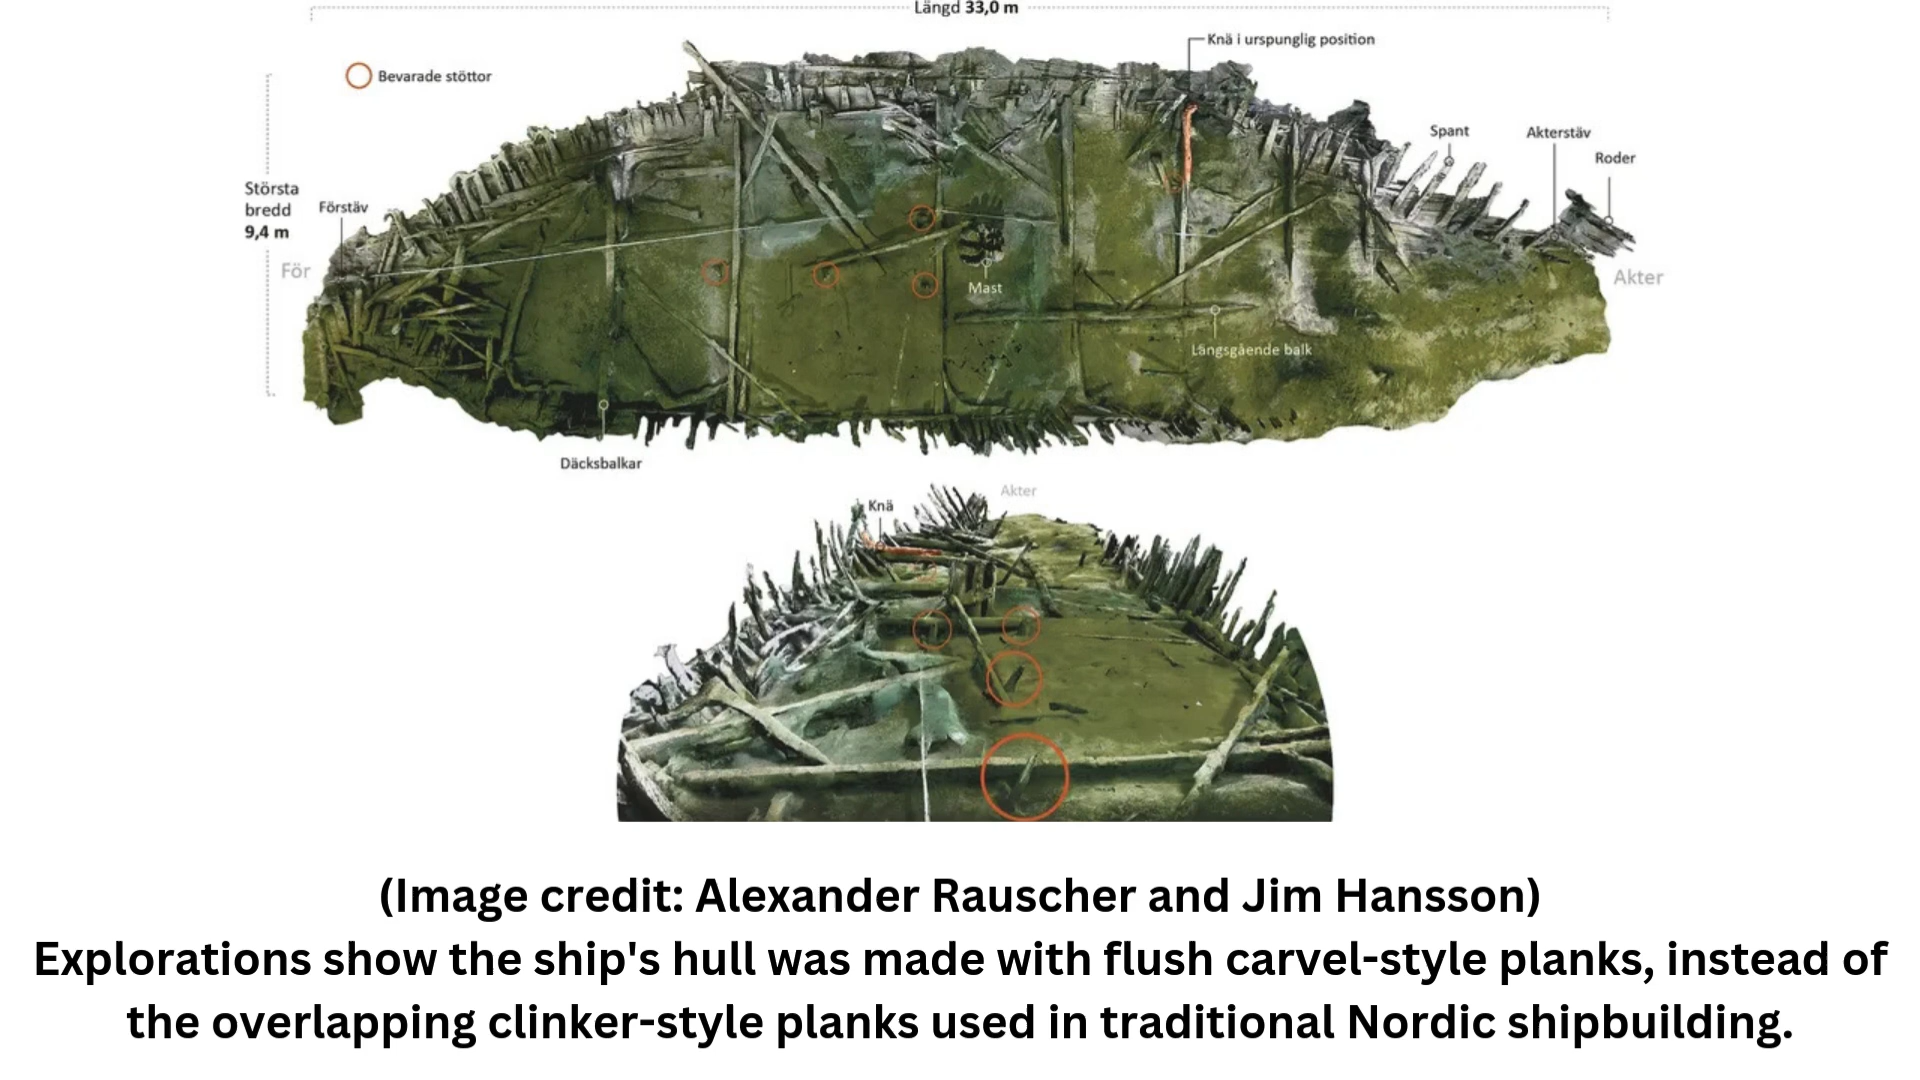 Längd 33,0 m
Knä i urspunglig position
Bevarade stöttor
Spant
Akterstäv
Roder
Största
bredd
9,4 m
Förstäv
För
Akter
Mast
Längsgående balk
Däcksbalkar
Akter
Knä
(Image credit: Alexander Rauscher and Jim Hansson)
Explorations show the ship's hull was made with flush carvel-style planks, instead of
the overlapping clinker-style planks used in traditional Nordic shipbuilding.